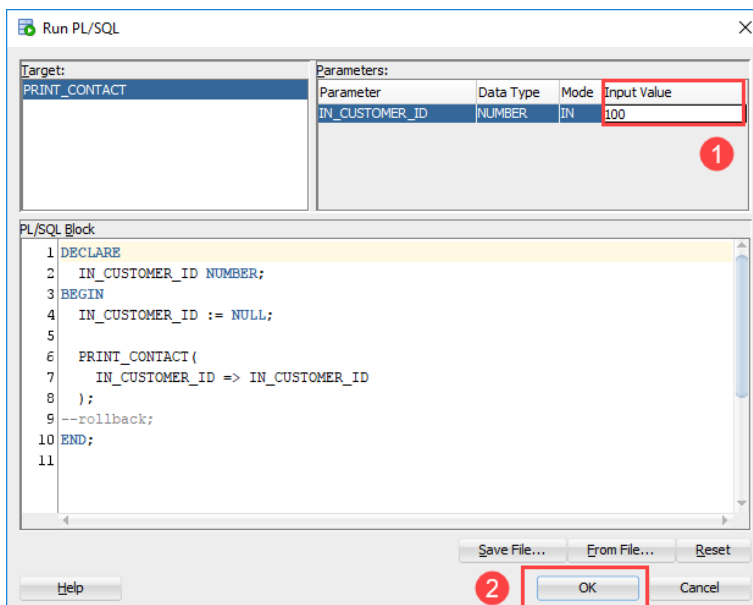 Run PL/SQL
Target:
PRINT_CONTACT
Parameters:
Parameter Data Type Mode Input Value
IN_CUSTOMER_ID NUMBER IN 100
1
PL/SQL Block
1 DECLARE
2 IN_CUSTOMER_ID NUMBER;
3 BEGIN
4 IN_CUSTOMER_ID := NULL;
5
6 PRINT_CONTACT(
7 IN_CUSTOMER_ID => IN_CUSTOMER_ID
8 );
9 --rollback;
10 END;
11
Save File... From File... Reset
Help 2 OK Cancel